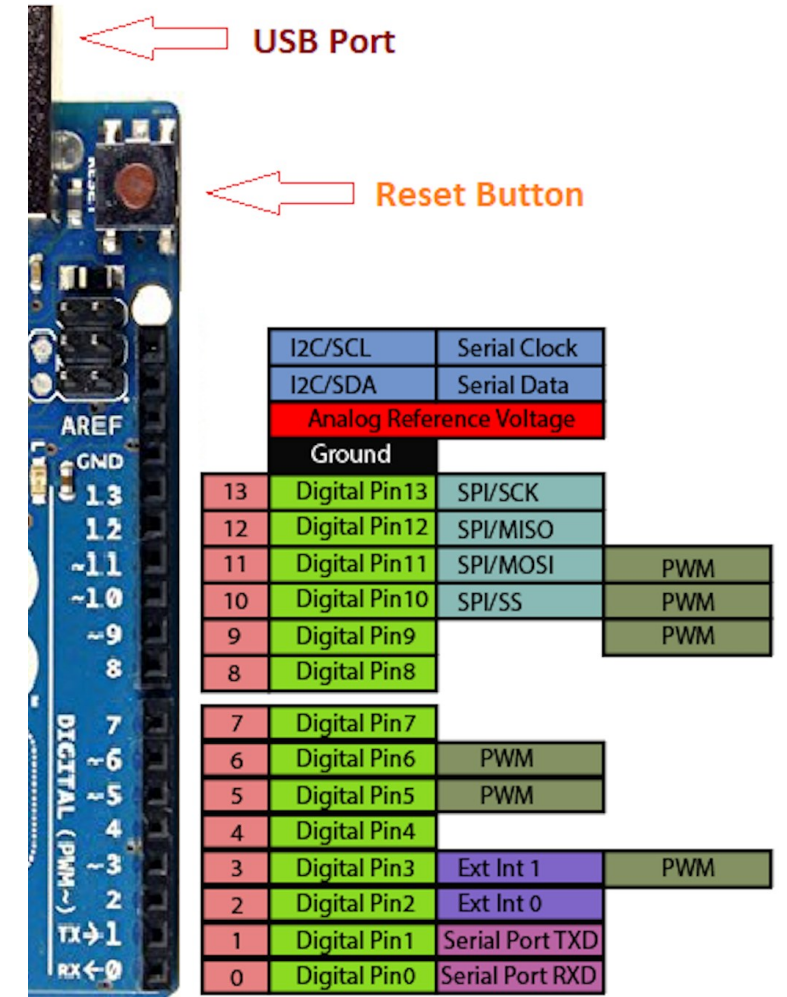 USB Port
RESET
Reset Button
I2C/SCL Serial Clock
I2C/SDA Serial Data
AREF Analog Reference Voltage
GND Ground
13 13 Digital Pin13 SPI/SCK
12 12 Digital Pin12 SPI/MISO
~11 11 Digital Pin11 SPI/MOSI PWM
~10 10 Digital Pin10 SPI/SS PWM
~9 9 Digital Pin9 PWM
8 8 Digital Pin8
DIGITAL (PWM~)
7 7 Digital Pin7
~6 6 Digital Pin6 PWM
~5 5 Digital Pin5 PWM
4 4 Digital Pin4
~3 3 Digital Pin3 Ext Int 1 PWM
2 2 Digital Pin2 Ext Int 0
TX→1 1 Digital Pin1 Serial Port TXD
RX←0 0 Digital Pin0 Serial Port RXD
L